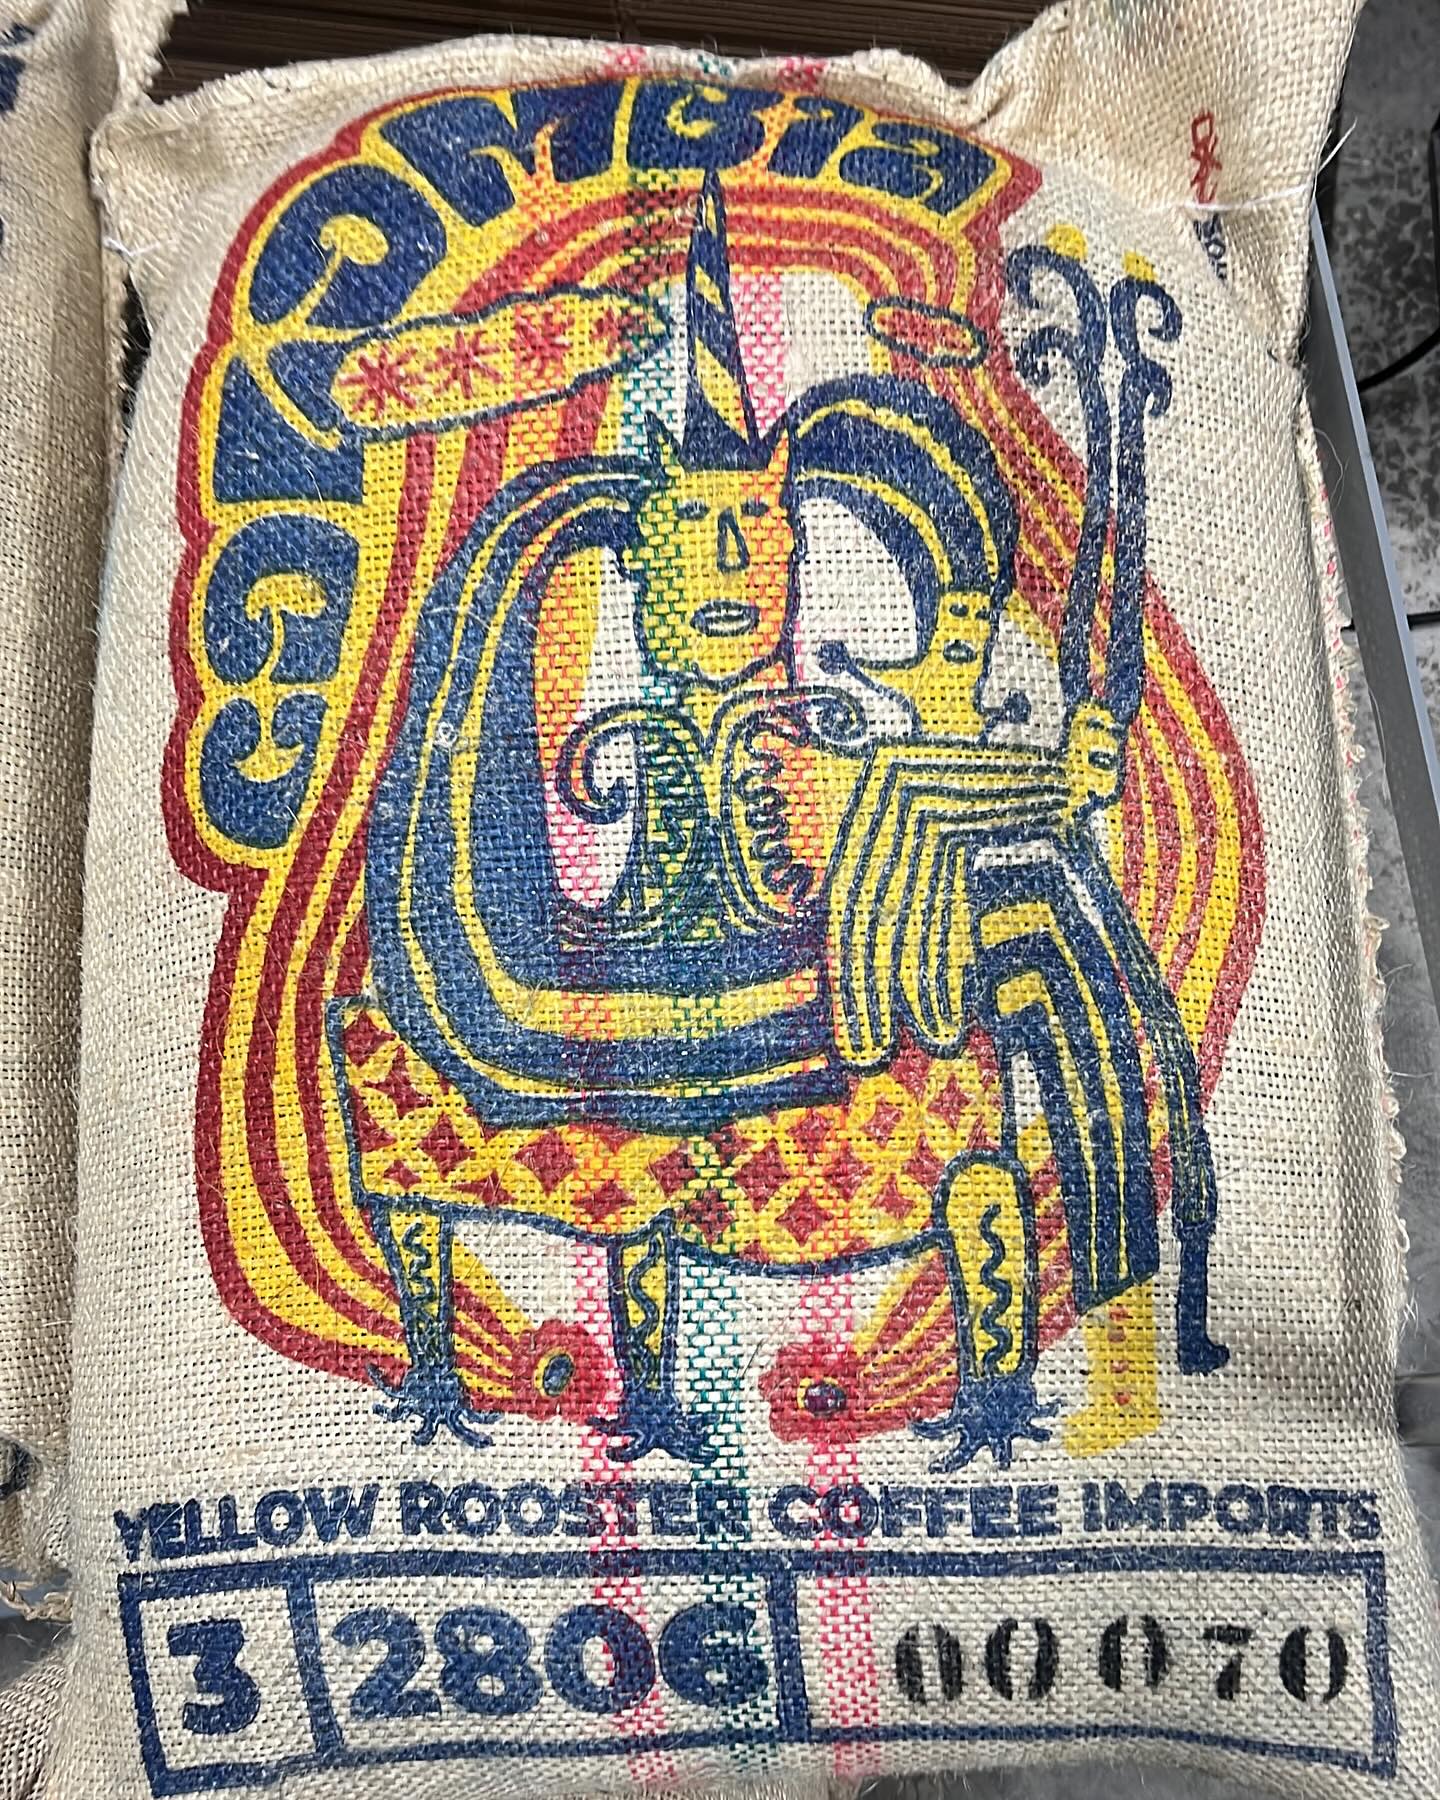 COLOMBIA
YELLOW ROOSTER COFFEE IMPORTS
3 2806 00070